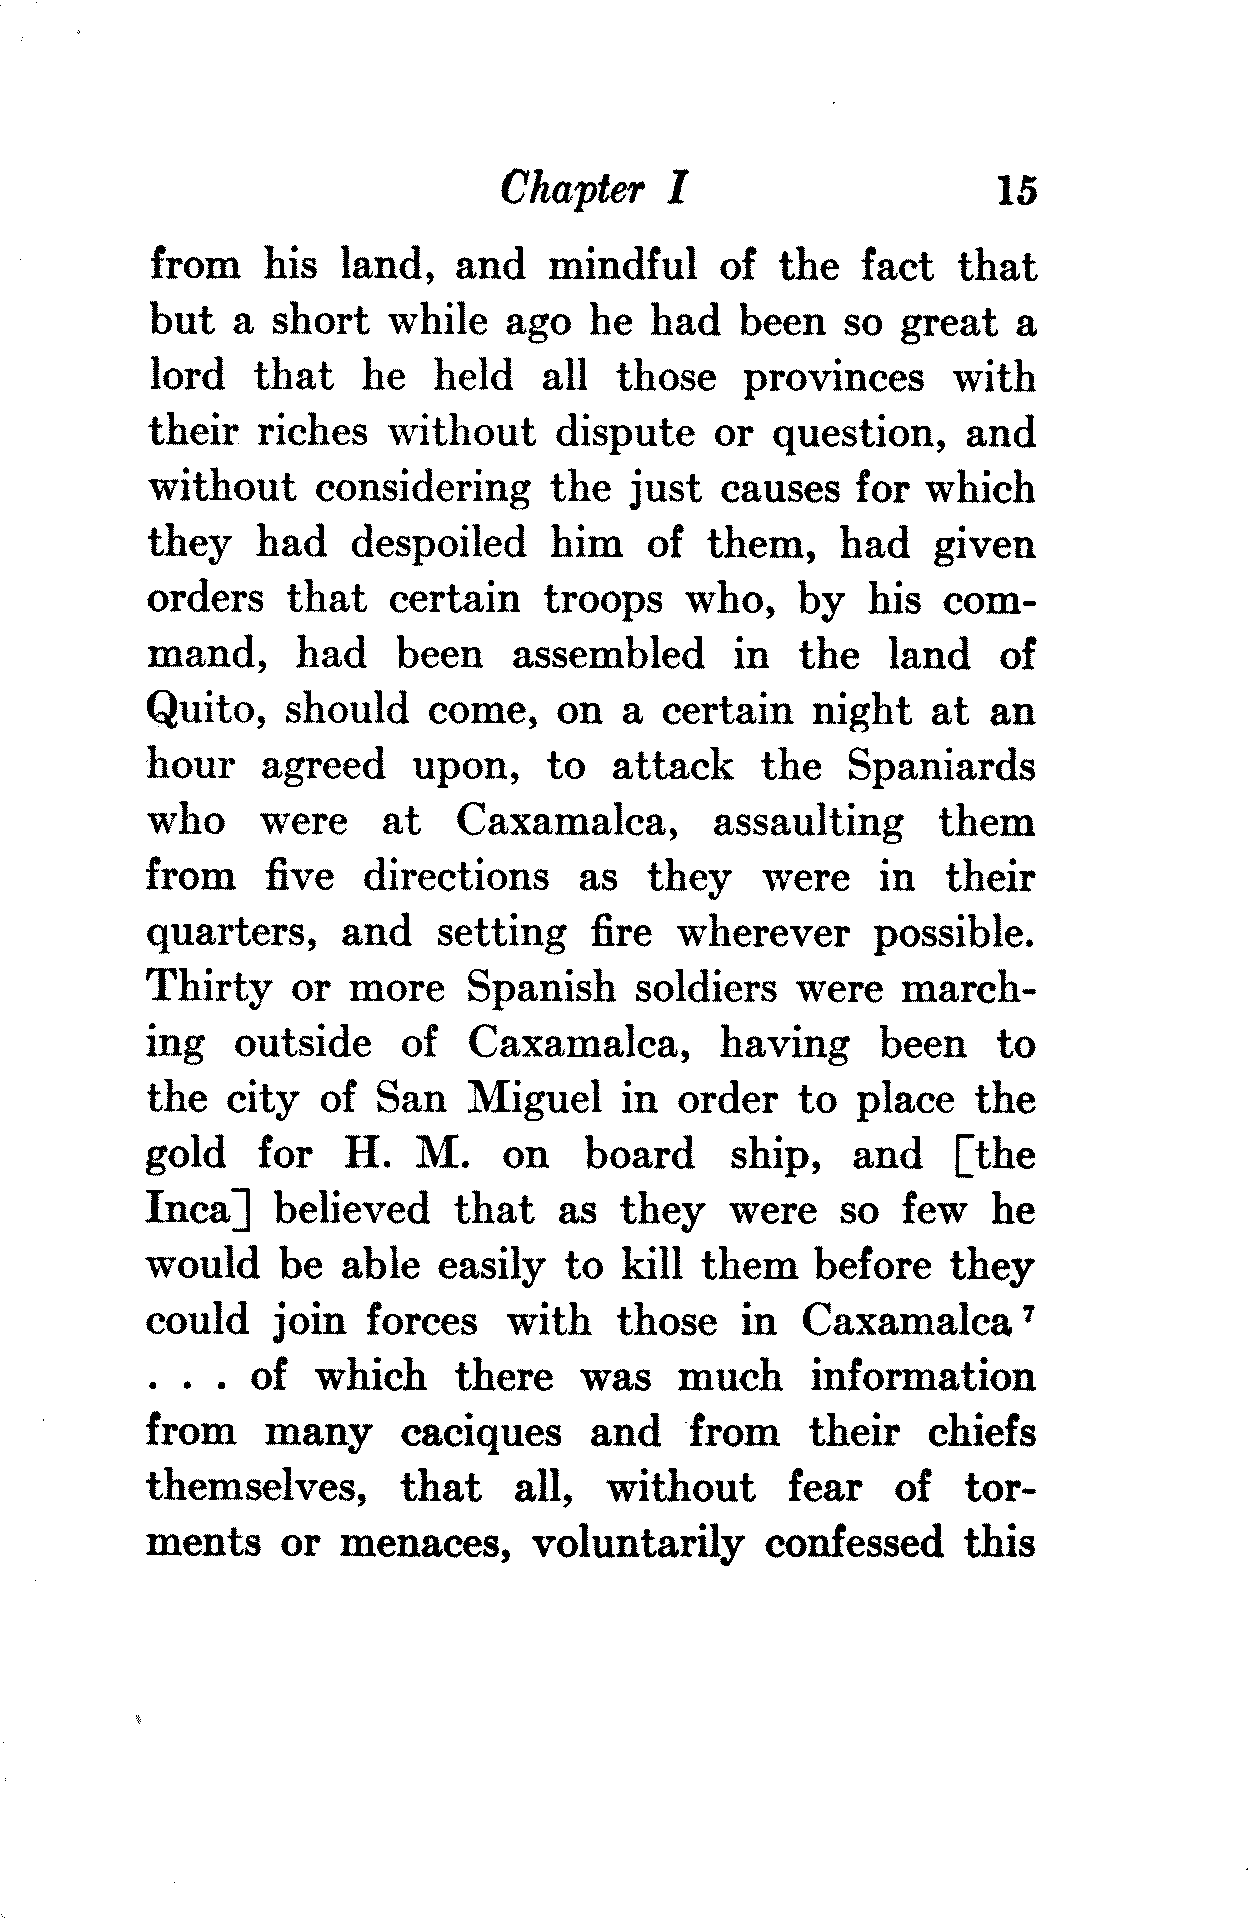 Chapter I 15
from his land, and mindful of the fact that
but a short while ago he had been so great a
lord that he held all those provinces with
their riches without dispute or question, and
without considering the just causes for which
they had despoiled him of them, had given
orders that certain troops who, by his com-
mand, had been assembled in the land of
Quito, should come, on a certain night at an
hour agreed upon, to attack the Spaniards
who were at Caxamalca, assaulting them
from five directions as they were in their
quarters, and setting fire wherever possible.
Thirty or more Spanish soldiers were march-
ing outside of Caxamalca, having been to
the city of San Miguel in order to place the
gold for H. M. on board ship, and [the
Inca] believed that as they were so few he
would be able easily to kill them before they
could join forces with those in Caxamalca ⁷
. . . of which there was much information
from many caciques and from their chiefs
themselves, that all, without fear of tor-
ments or menaces, voluntarily confessed this